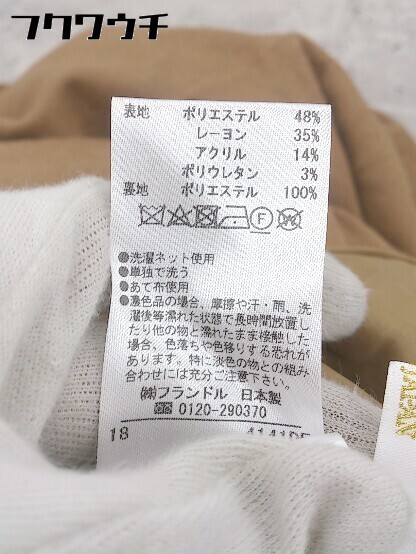 フクワウチ
表地 ポリエステル 48%
レーヨン 35%
アクリル 14%
ポリウレタン 3%
裏地 ポリエステル 100%
●洗濯ネット使用
●単独で洗う
●あて布使用
●濃色品の場合、摩擦や汗・雨、洗
濯後等濡れた状態で長時間放置し
たり他の物と濡れたまま接触した
場合、色落ちや色移りする恐れが
あります。特に淡色の物との組み
合わせには充分ご注意下さい。
㈱フランドル 日本製
☎0120-290370
18